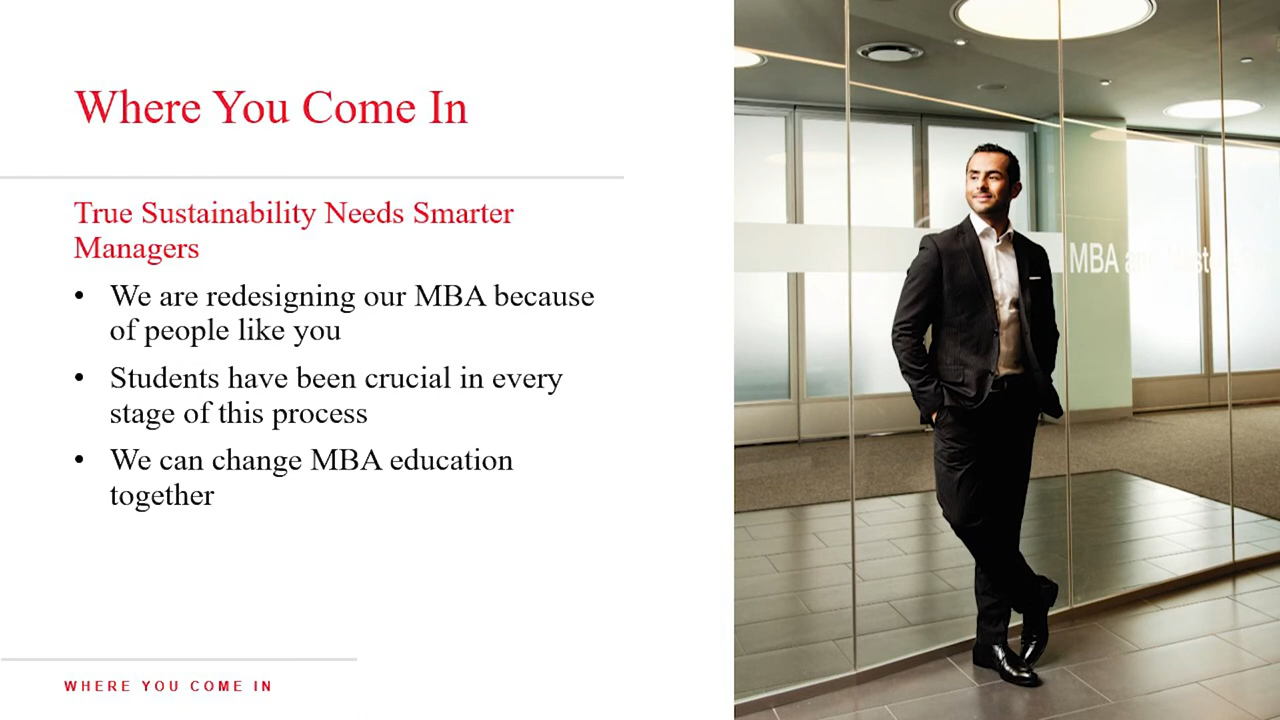 Where You Come In
True Sustainability Needs Smarter
Managers
• We are redesigning our MBA because
of people like you
• Students have been crucial in every
stage of this process
• We can change MBA education
together
WHERE YOU COME IN
MBA